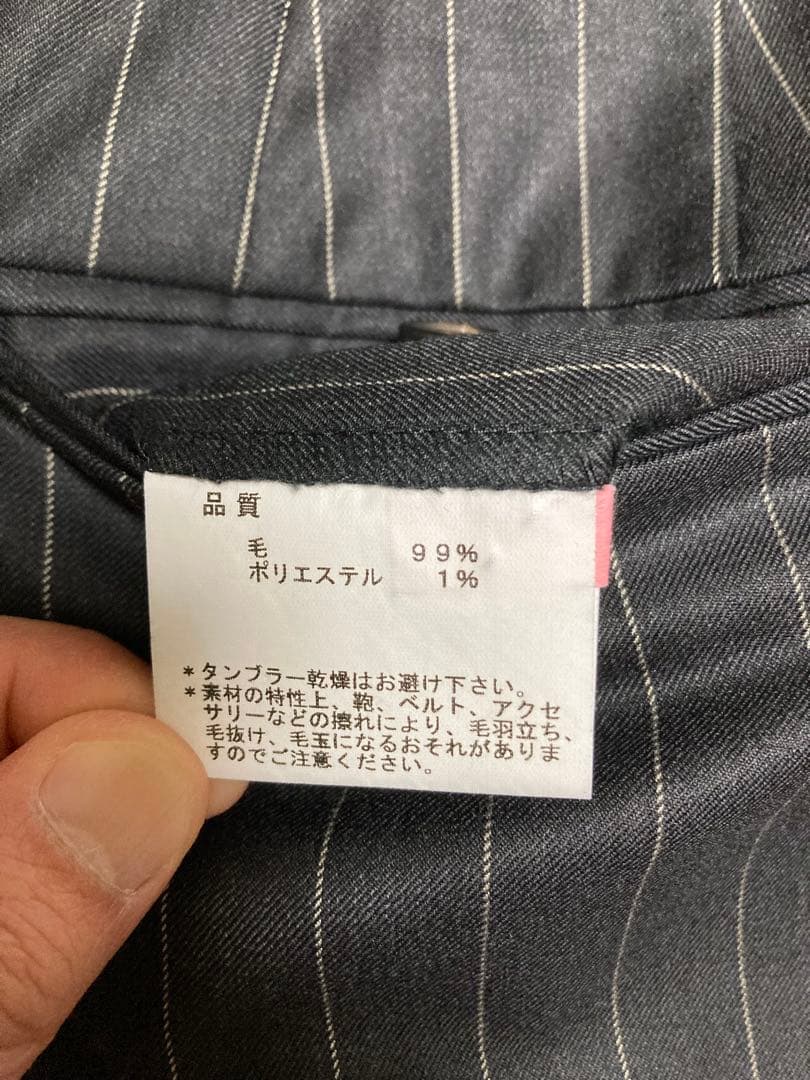 品質
毛 99%
ポリエステル 1%
*タンブラー乾燥はお避け下さい。
*素材の特性上、鞄、ベルト、アクセ
サリーなどの擦れにより、毛羽立ち、
毛抜け、毛玉になるおそれがありま
すのでご注意ください。